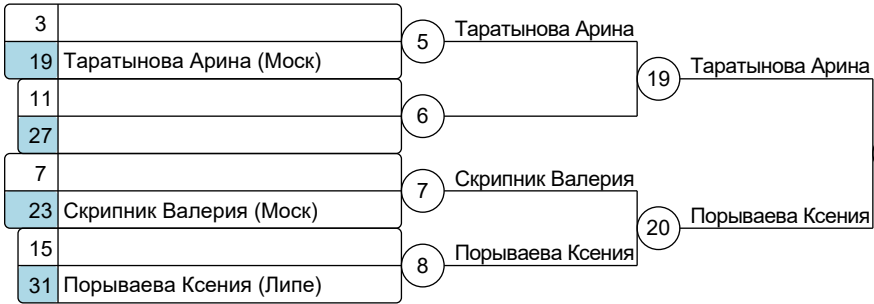 3
19 Таратынова Арина (Моск)
5 Таратынова Арина
11
27
6
19 Таратынова Арина
7
23 Скрипник Валерия (Моск)
7 Скрипник Валерия
15
31 Порываева Ксения (Липе)
8 Порываева Ксения
20 Порываева Ксения